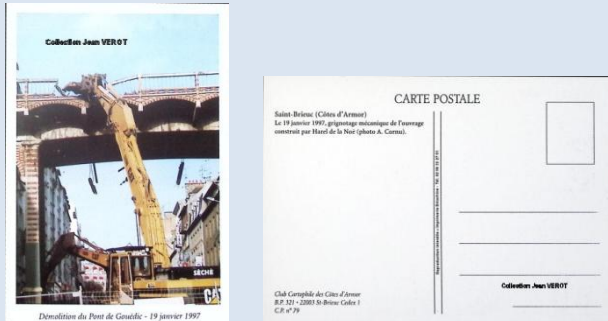 Collection Jean VEROT
SÉCHÉ
CAT
Démolition du Pont de Gouédic - 19 janvier 1997
CARTE POSTALE
Saint-Brieuc (Côtes d'Armor)
Le 19 janvier 1997, grignotage mécanique de l'ouvrage
construit par Harel de la Noë (photo A. Cornu).
Collection Jean VEROT
Club Cartophile des Côtes d'Armor
B.P. 321 - 22003 St-Brieuc Cedex 1
C.P. n° 79